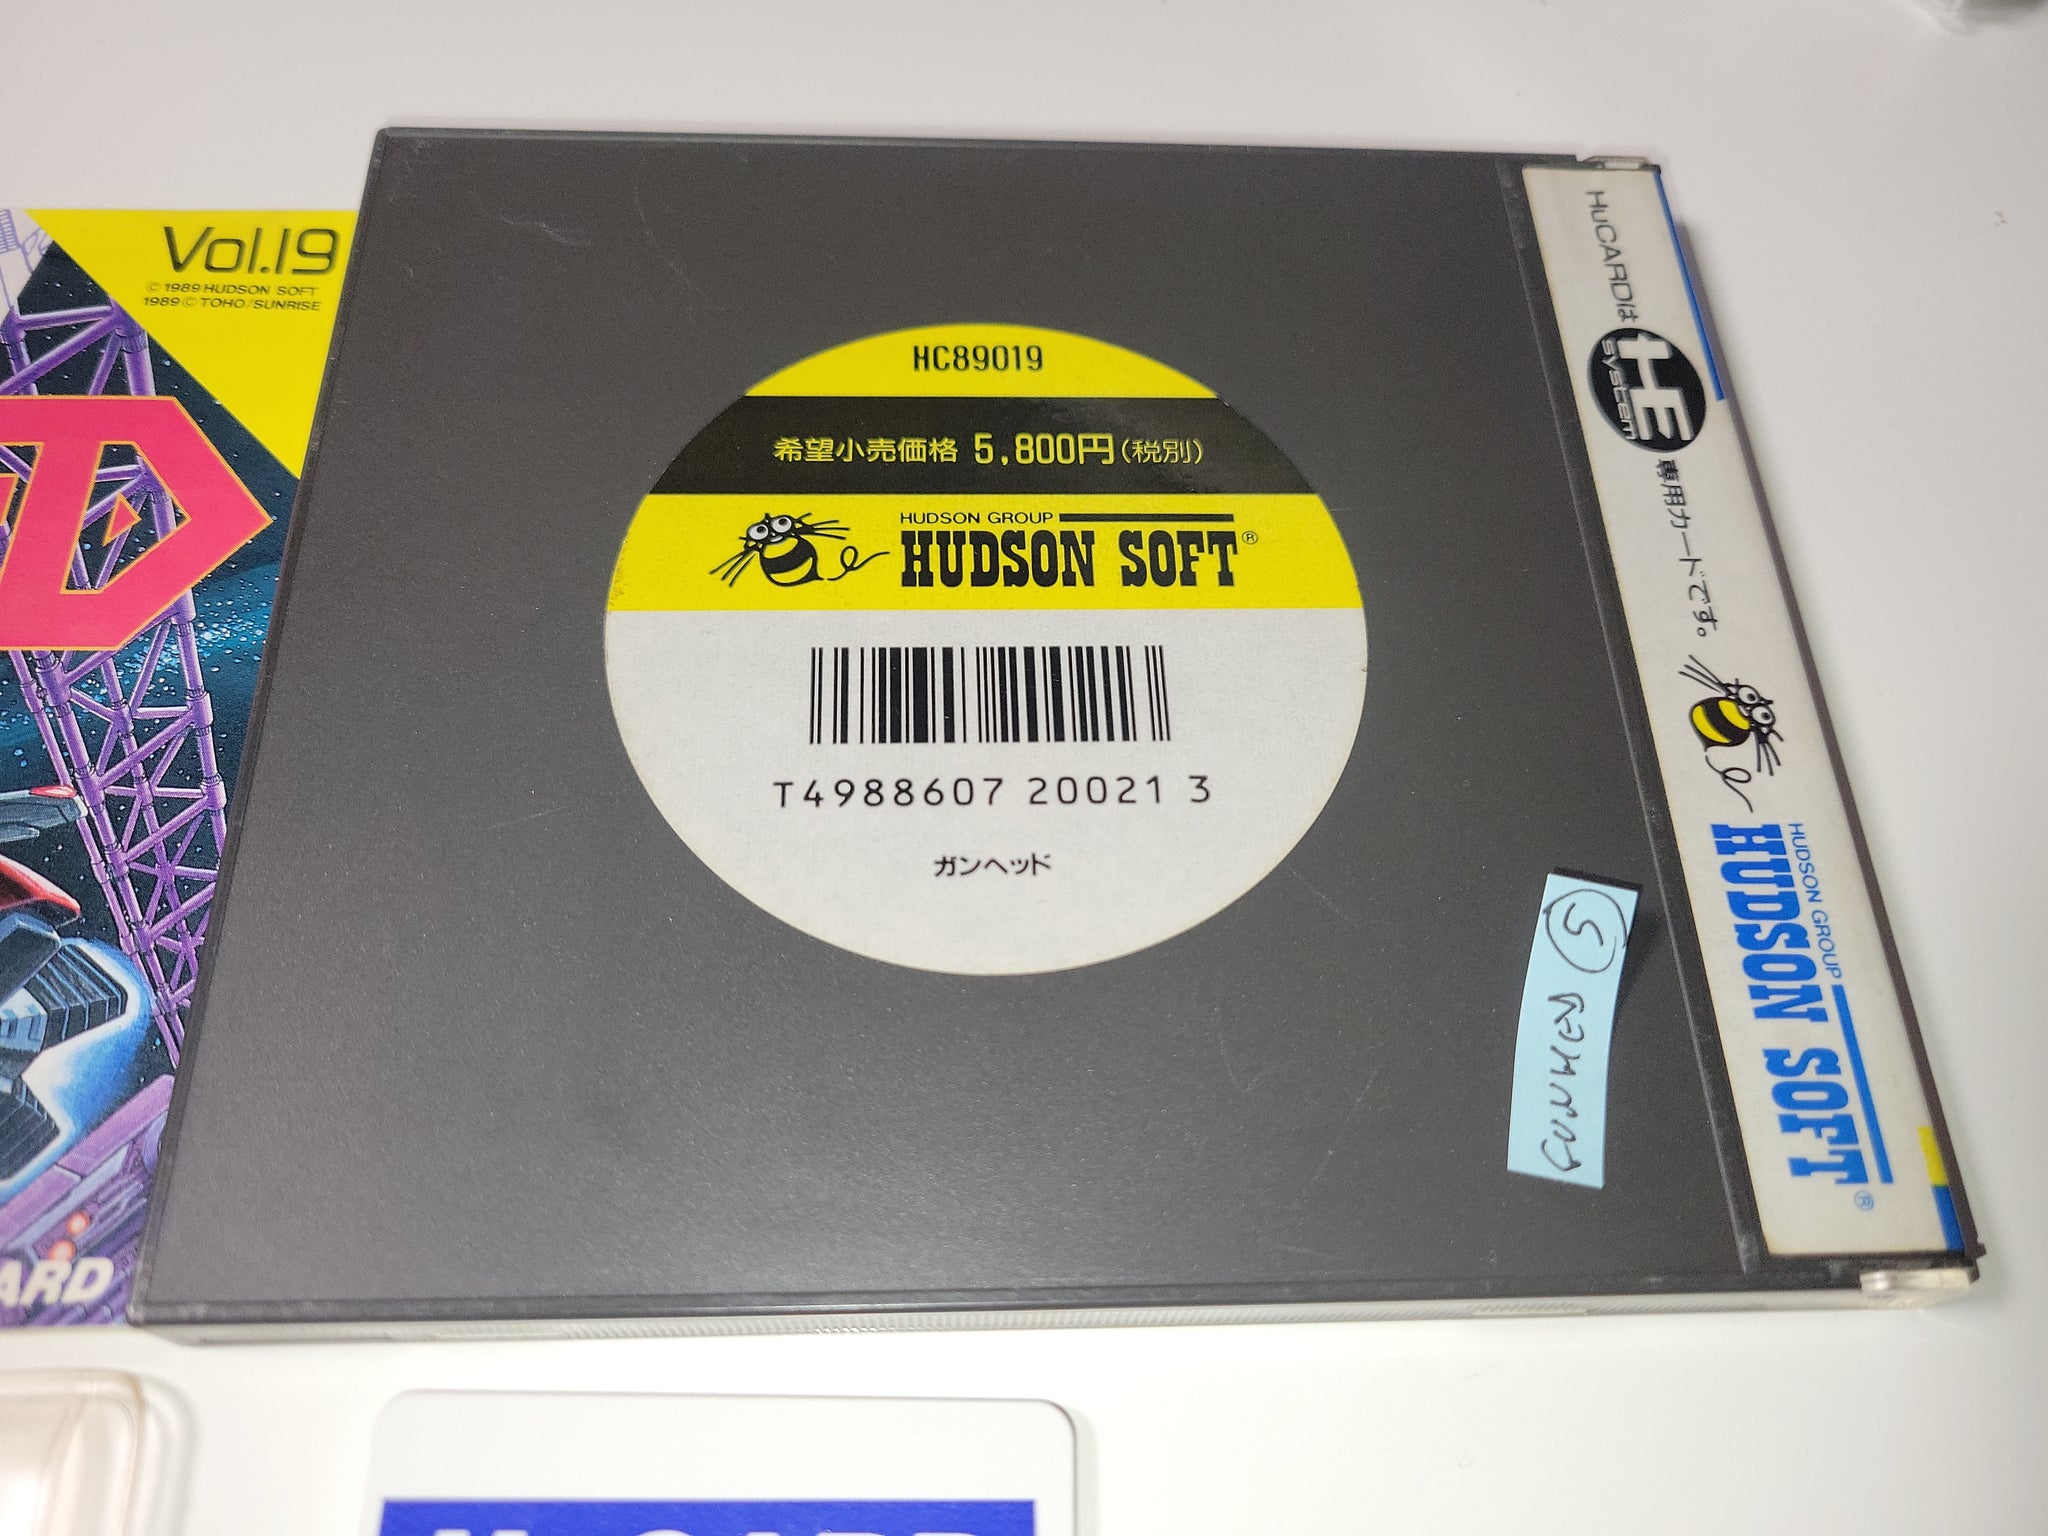 Vol.19
© 1989 HUDSON SOFT
1989 © TOHO/SUNRISE
D
ARD
HC89019
希望小売価格 5,800円(税別)
HUDSON GROUP
HUDSON SOFT®
T4988607 20021 3
ガンヘッド
HuCARDは
HE
system
専用カードです。
HUDSON GROUP
HUDSON SOFT®
S
GUNHED